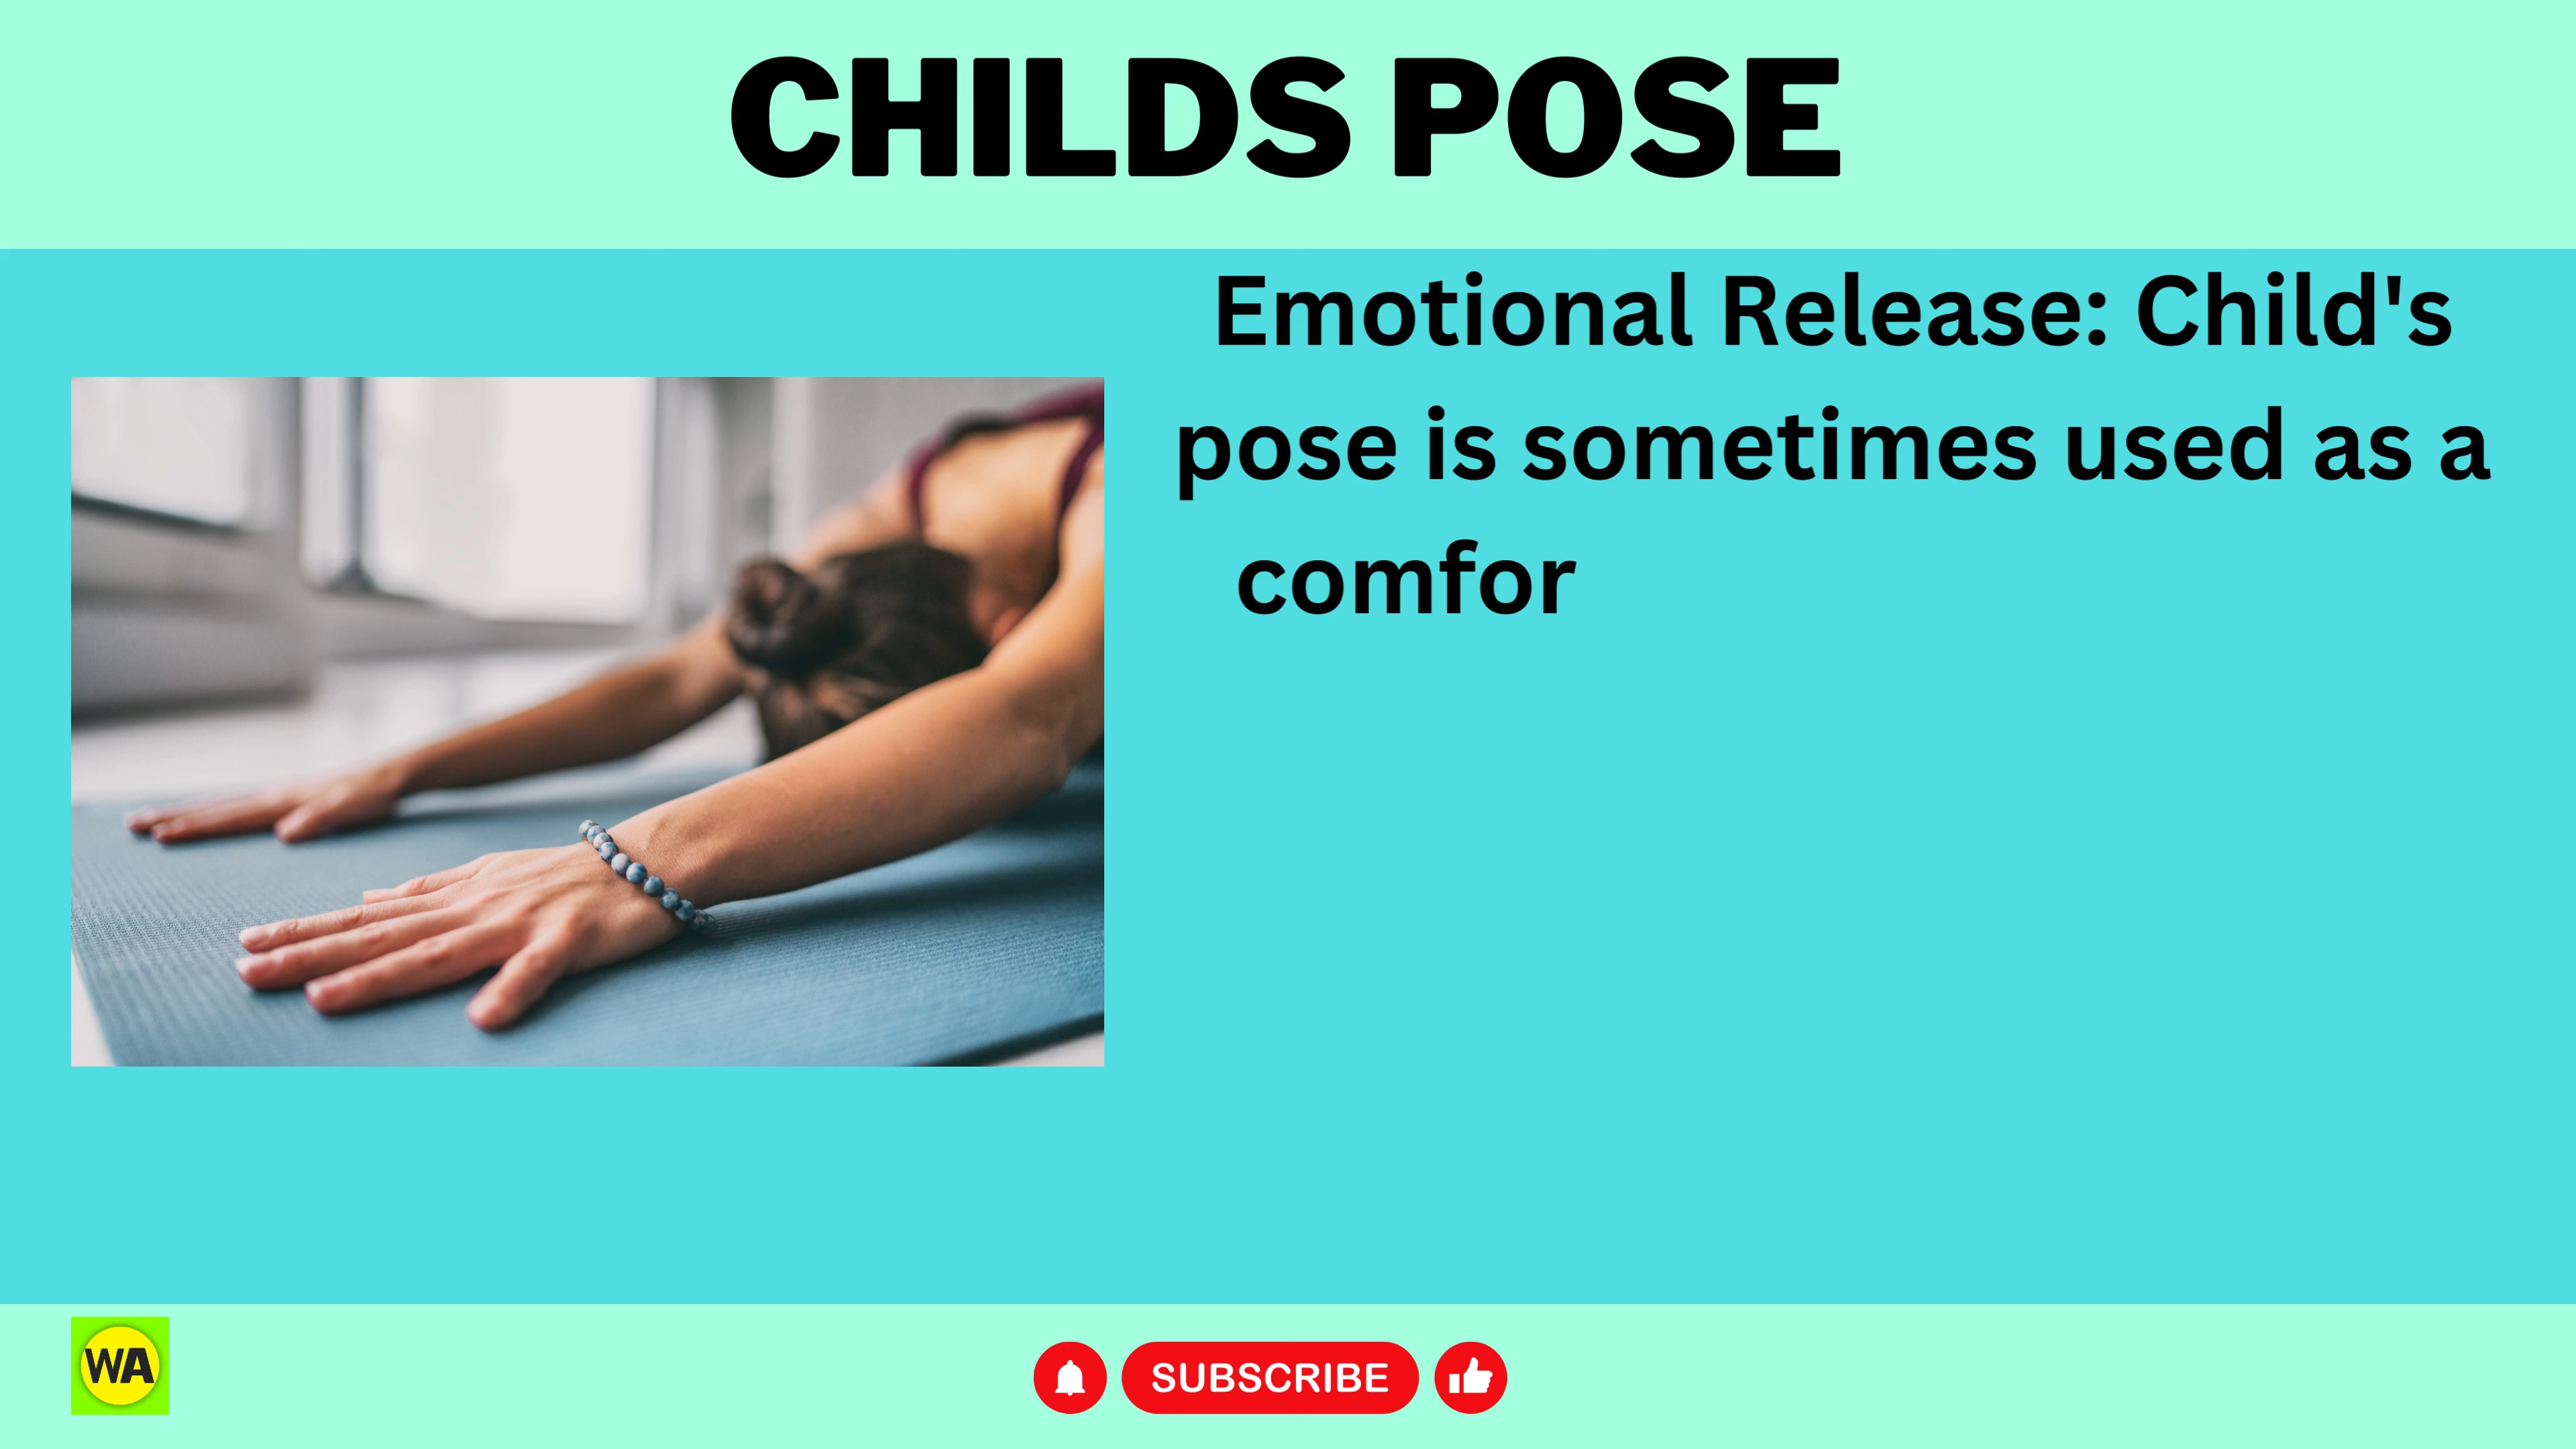 CHILDS POSE
Emotional Release: Child's
pose is sometimes used as a
comfor
WA
SUBSCRIBE